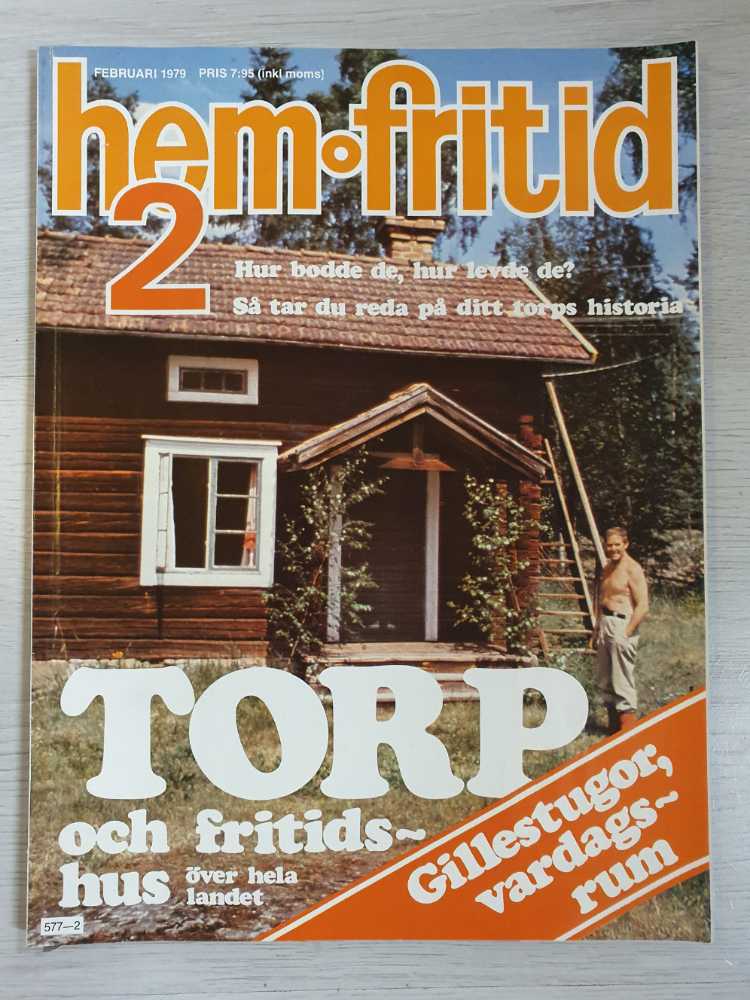 FEBRUARI 1979 PRIS 7:95 (inkl moms)
hem o fritid
2
Hur bodde de, hur levde de?
Så tar du reda på ditt torps historia
TORP
och fritids~
hus över hela
landet
Gillestugor,
vardags~
rum
577—2